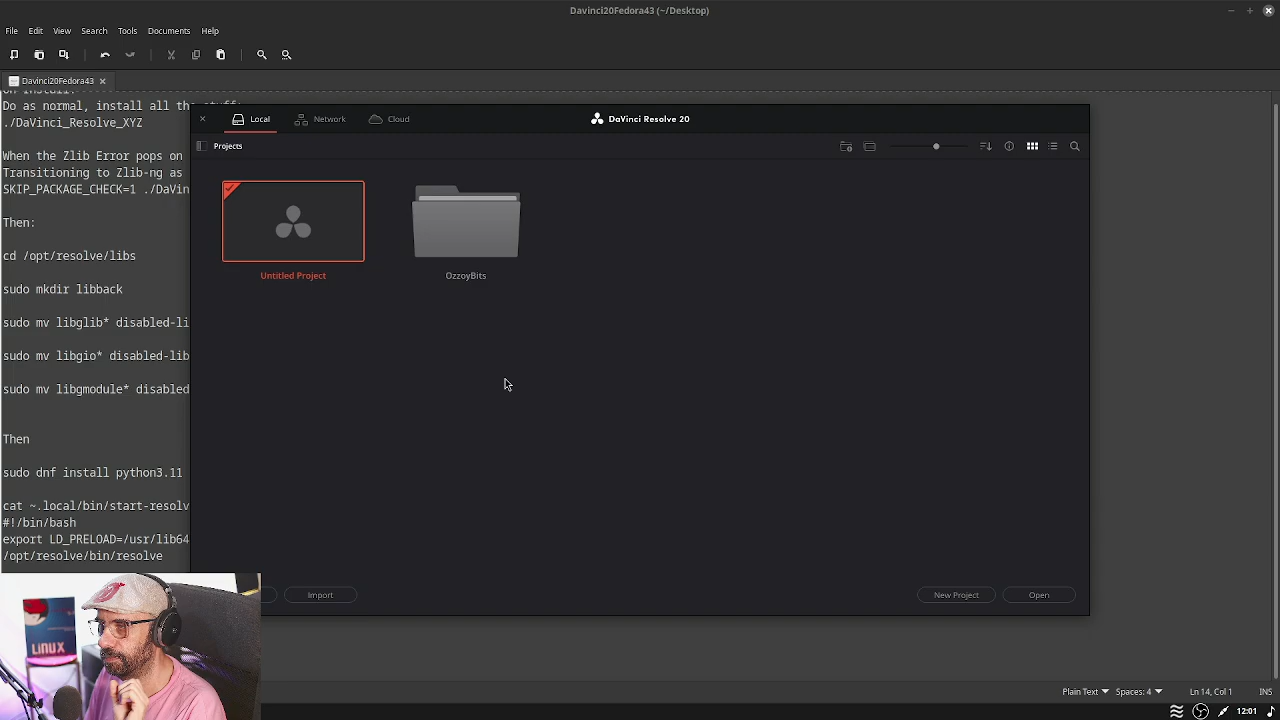 Davinci20Fedora43 (~/Desktop)
File Edit View Search Tools Documents Help
Davinci20Fedora43
On Install:
Do as normal, install all the stuff:
./DaVinci_Resolve_XYZ
When the Zlib Error pops on
Transitioning to Zlib-ng as
SKIP_PACKAGE_CHECK=1 ./DaVin
Then:
cd /opt/resolve/libs
sudo mkdir libback
sudo mv libglib* disabled-li
sudo mv libgio* disabled-lib
sudo mv libgmodule* disabled
Then
sudo dnf install python3.11
cat ~.local/bin/start-resolv
#!/bin/bash
export LD_PRELOAD=/usr/lib64
/opt/resolve/bin/resolve
Local Network Cloud
DaVinci Resolve 20
Projects
Untitled Project
OzzoyBits
Import
New Project
Open
LINUX
Plain Text Spaces: 4 Ln 14, Col 1 INS
12:01